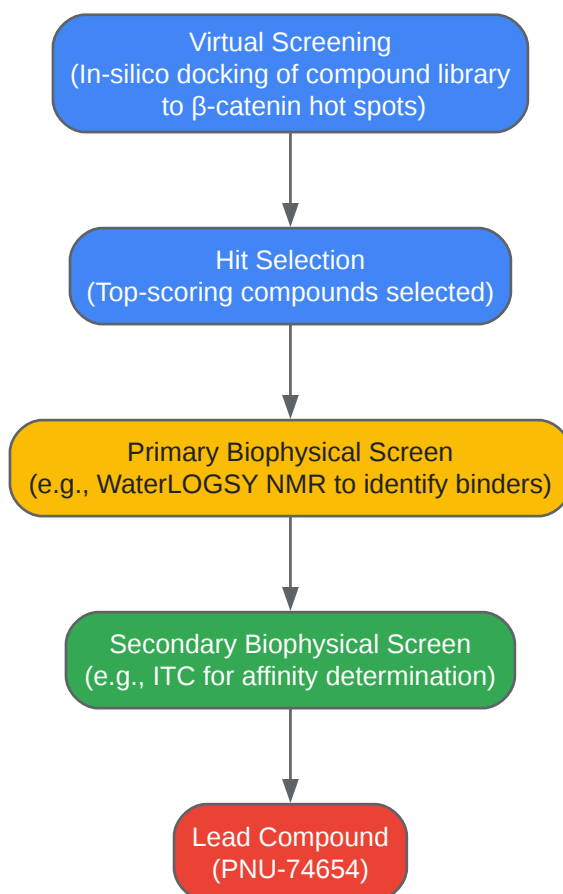 Virtual Screening
(In-silico docking of compound library
to β-catenin hot spots)
Hit Selection
(Top-scoring compounds selected)
Primary Biophysical Screen
(e.g., WaterLOGSY NMR to identify binders)
Secondary Biophysical Screen
(e.g., ITC for affinity determination)
Lead Compound
(PNU-74654)